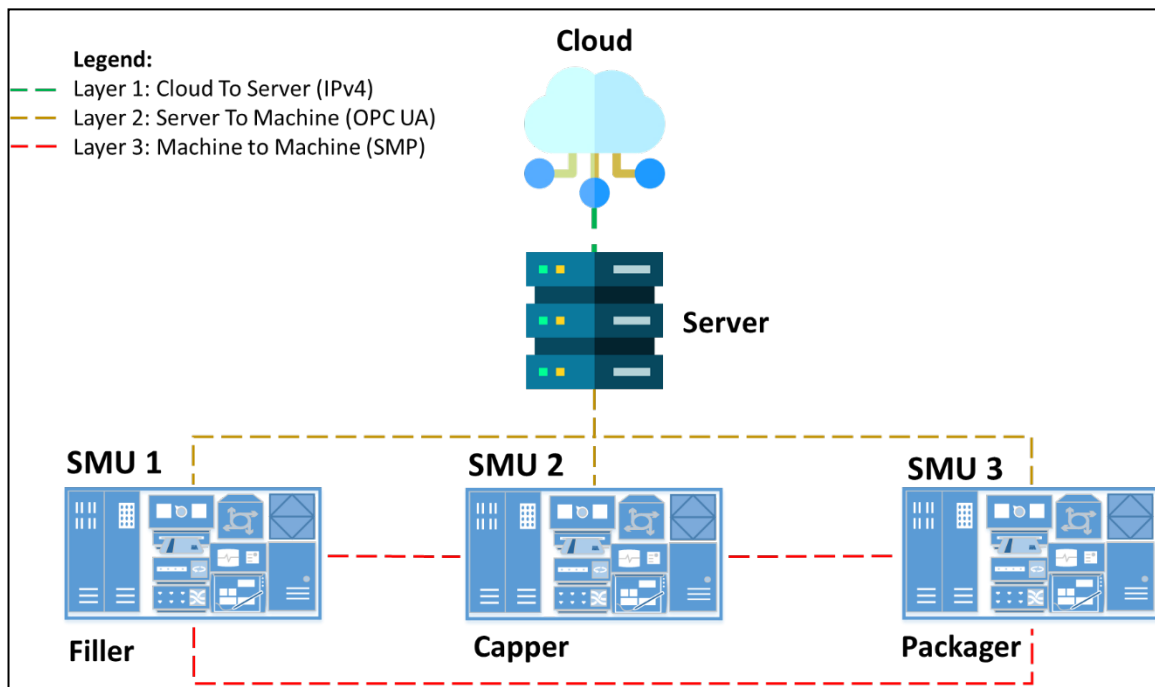 Cloud
Legend:
Layer 1: Cloud To Server (IPv4)
Layer 2: Server To Machine (OPC UA)
Layer 3: Machine to Machine (SMP)
Server
SMU 1
SMU 2
SMU 3
Filler
Capper
Packager